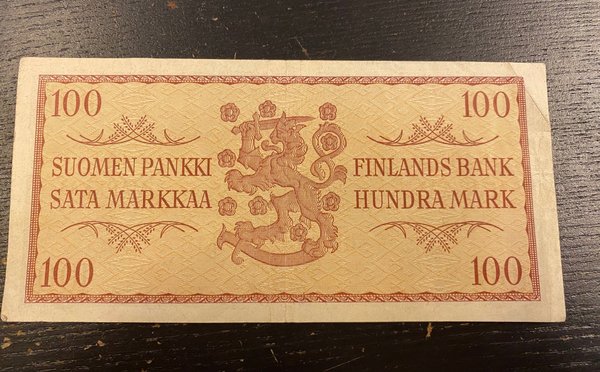 100
100
SUOMEN PANKKI
SATA MARKKAA
FINLANDS BANK
HUNDRA MARK
100
100